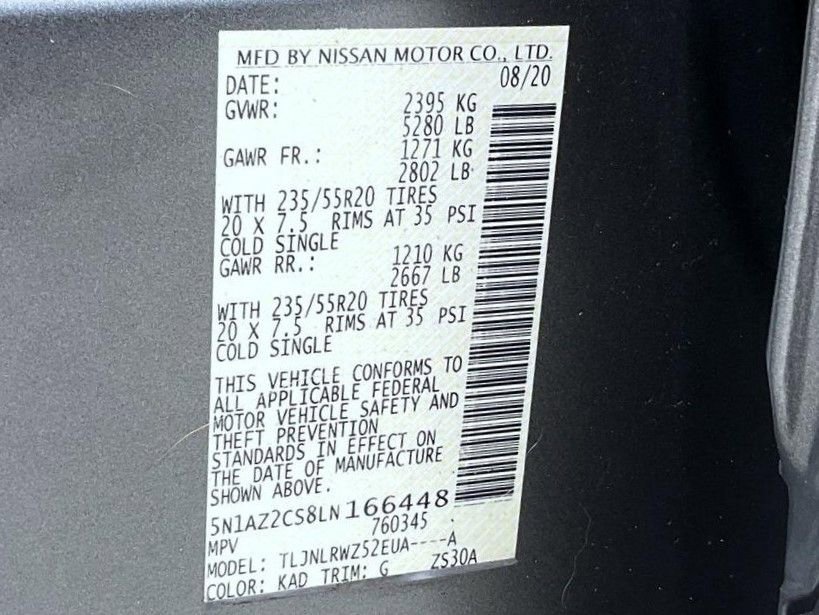 MFD BY NISSAN MOTOR CO., LTD.
DATE: 08/20
GVWR: 2395 KG
5280 LB
GAWR FR.: 1271 KG
2802 LB
WITH 235/55R20 TIRES
20 X 7.5 RIMS AT 35 PSI
COLD SINGLE
GAWR RR.: 1210 KG
2667 LB
WITH 235/55R20 TIRES
20 X 7.5 RIMS AT 35 PSI
COLD SINGLE
THIS VEHICLE CONFORMS TO
ALL APPLICABLE FEDERAL
MOTOR VEHICLE SAFETY AND
THEFT PREVENTION
STANDARDS IN EFFECT ON
THE DATE OF MANUFACTURE
SHOWN ABOVE.
5N1AZ2CS8LN166448
760345
MPV
MODEL: TLJNLRWZ52EUA----A
COLOR: KAD TRIM: G ZS30A